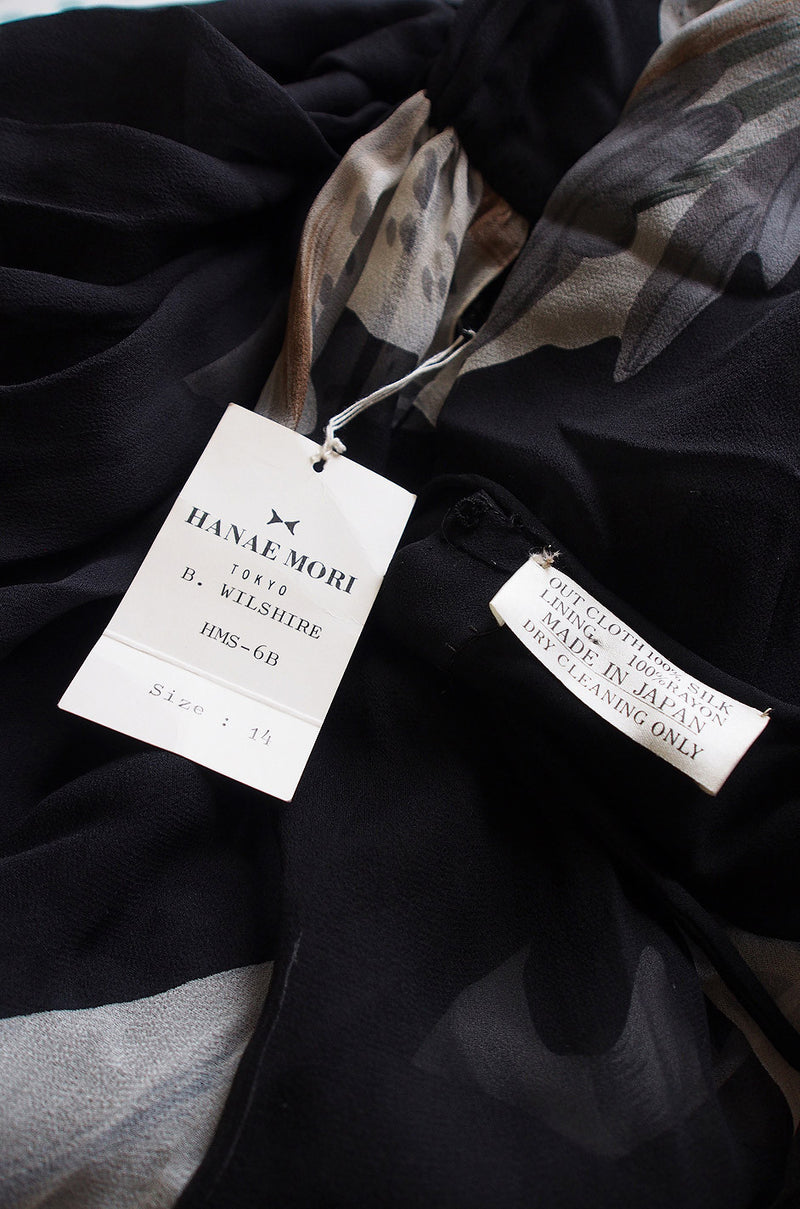 HANAE MORI
TOKYO
B. WILSHIRE
HMS-6B
Size : 14
OUT CLOTH 100% SILK
LINING. 100%RAYON
MADE IN JAPAN
DRY CLEANING ONLY